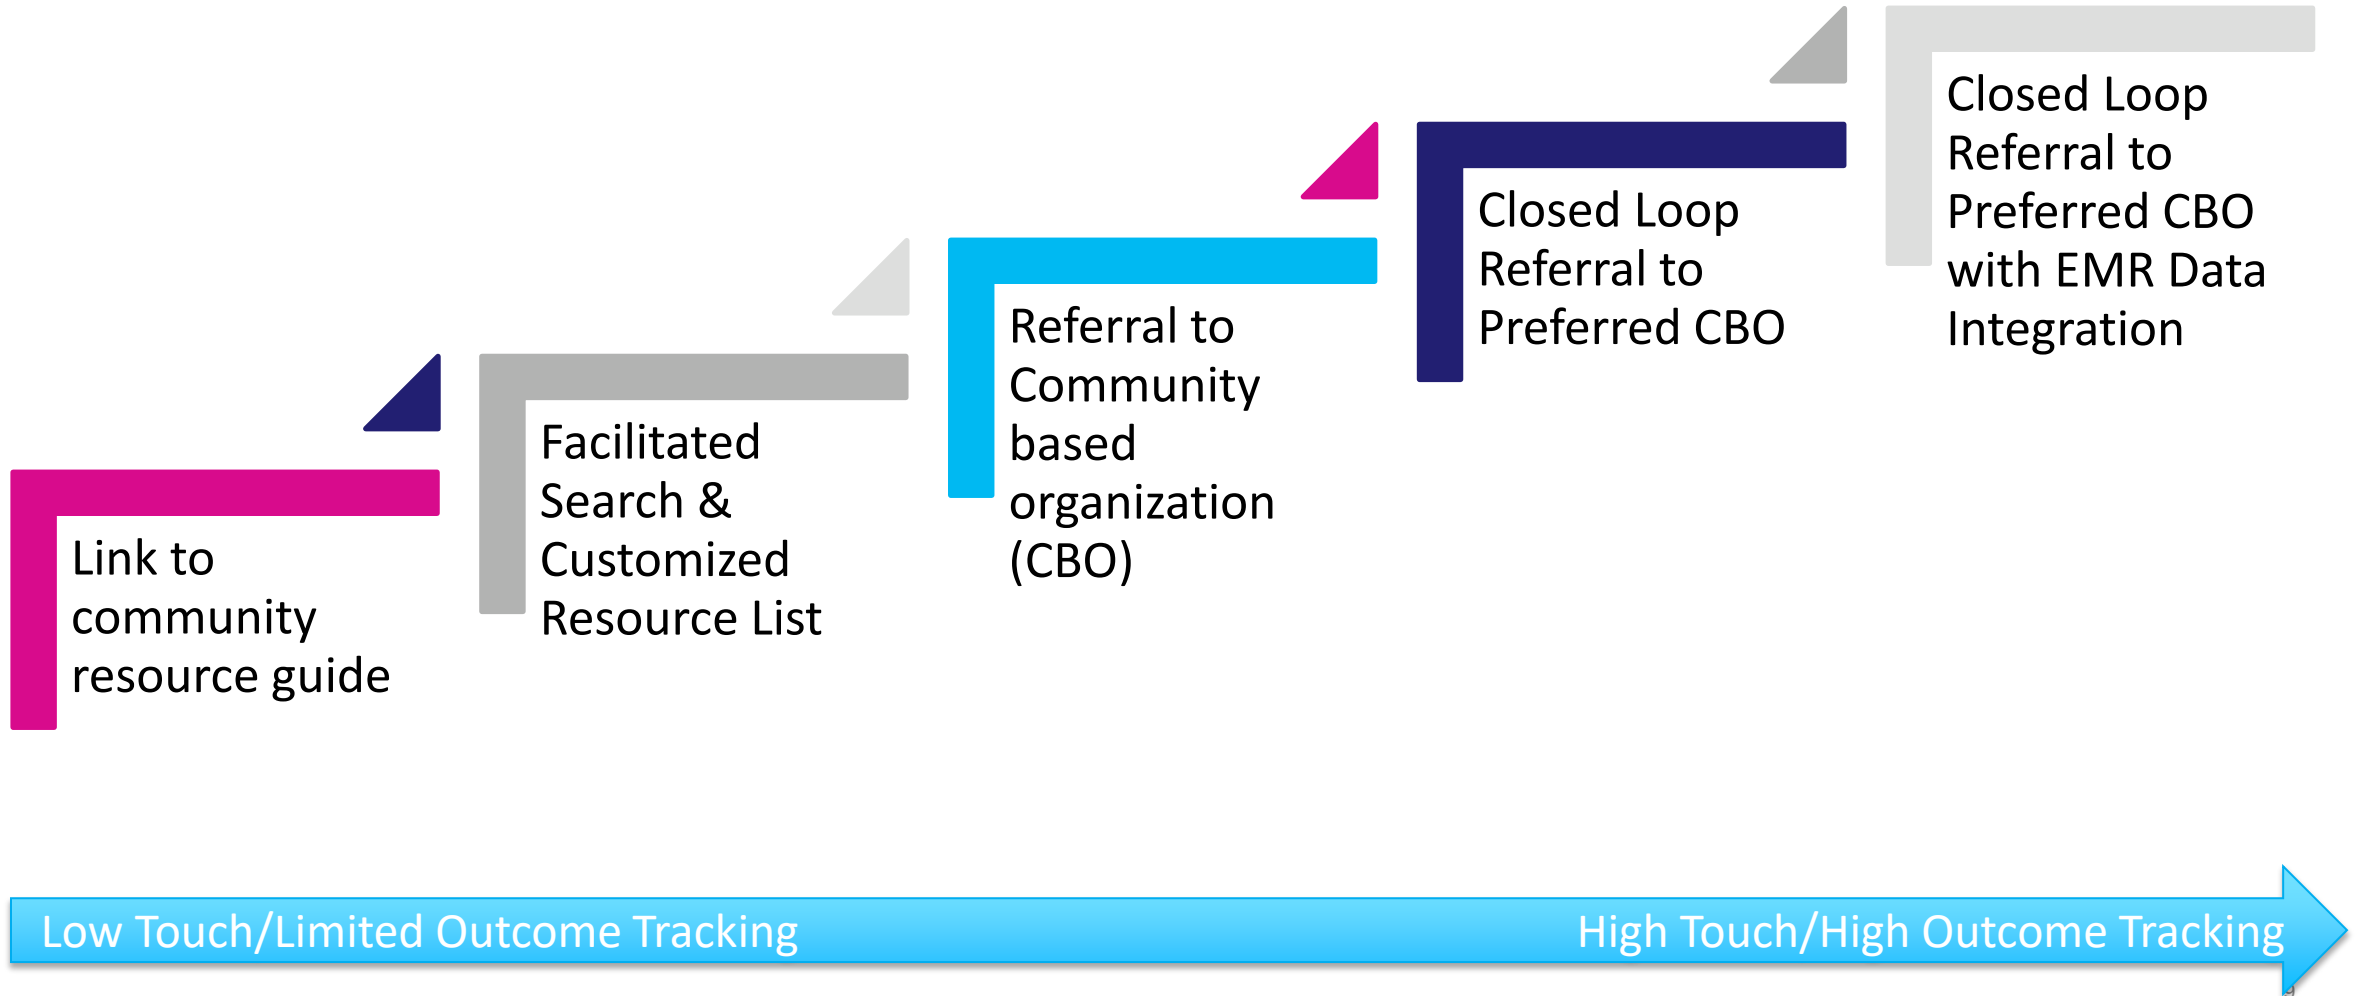 Link to
community
resource guide
Facilitated
Search &
Customized
Resource List
Referral to
Community
based
organization
(CBO)
Closed Loop
Referral to
Preferred CBO
Closed Loop
Referral to
Preferred CBO
with EMR Data
Integration
Low Touch/Limited Outcome Tracking
High Touch/High Outcome Tracking